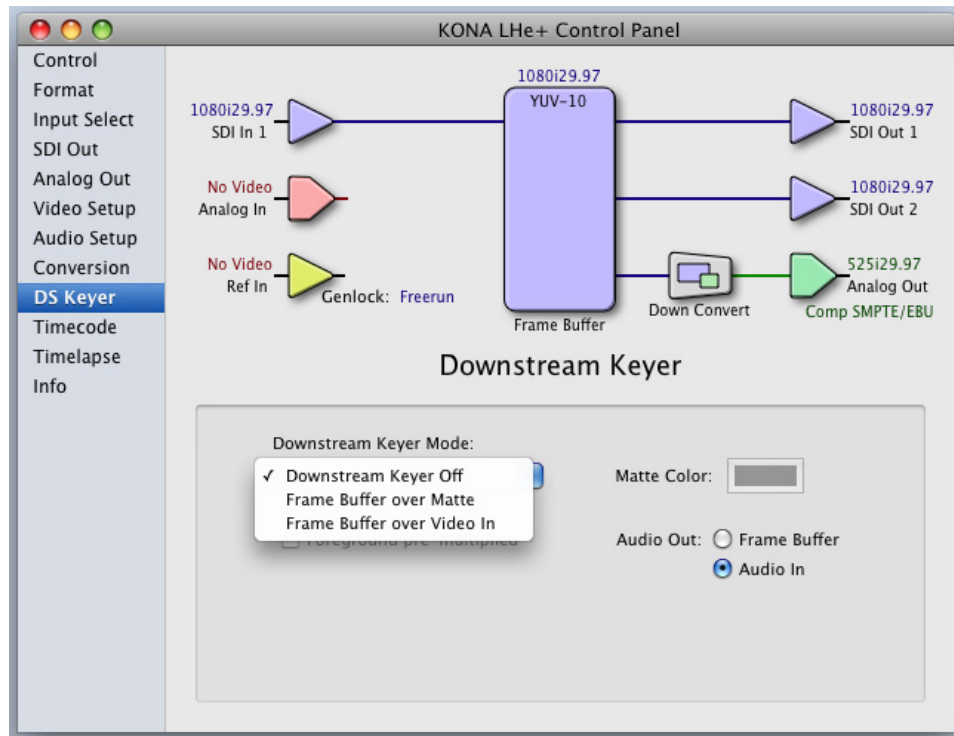 KONA LHe+ Control Panel
Control
Format
Input Select
SDI Out
Analog Out
Video Setup
Audio Setup
Conversion
DS Keyer
Timecode
Timelapse
Info
1080i29.97
YUV-10
1080i29.97
SDI In 1
1080i29.97
SDI Out 1
No Video
Analog In
1080i29.97
SDI Out 2
No Video
Ref In
Genlock: Freerun
Frame Buffer
Down Convert
525i29.97
Analog Out
Comp SMPTE/EBU
Downstream Keyer
Downstream Keyer Mode:
✓ Downstream Keyer Off
Frame Buffer over Matte
Frame Buffer over Video In
Foreground pre-multiplied
Matte Color:
Audio Out: Frame Buffer
Audio In